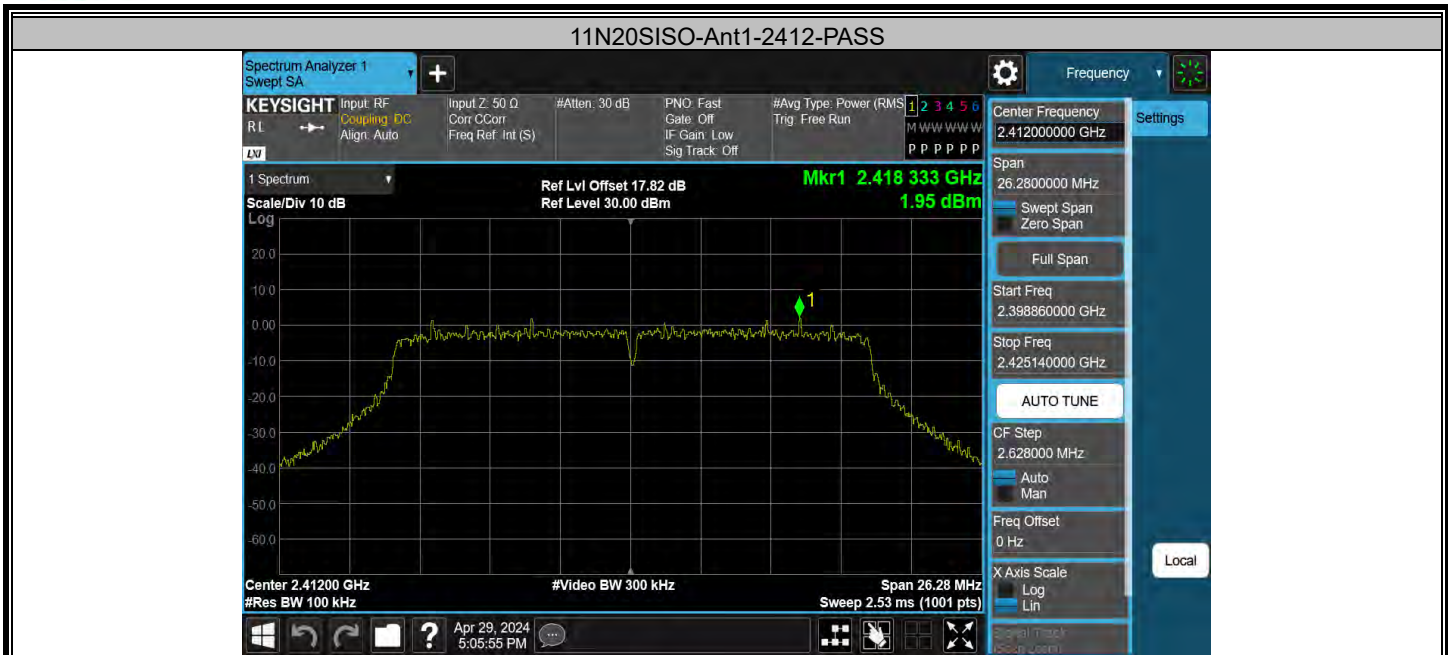 11N20SISO-Ant1-2412-PASS
Spectrum Analyzer 1
Swept SA
Frequency
KEYSIGHT
RL
LXI
Input: RF
Coupling: DC
Align: Auto
Input Z: 50 Ω
Corr CCorr
Freq Ref: Int (S)
#Atten: 30 dB
PNO: Fast
Gate: Off
IF Gain: Low
Sig Track: Off
#Avg Type: Power (RMS
Trig: Free Run
1 2 3 4 5 6
M W W W W W
P P P P P P
1 Spectrum
Scale/Div 10 dB
Ref Lvl Offset 17.82 dB
Ref Level 30.00 dBm
Mkr1 2.418 333 GHz
1.95 dBm
Log
20.0
10.0
0.00
-10.0
-20.0
-30.0
-40.0
-50.0
-60.0
1
Center 2.41200 GHz
#Res BW 100 kHz
#Video BW 300 kHz
Span 26.28 MHz
Sweep 2.53 ms (1001 pts)
Center Frequency
2.412000000 GHz
Settings
Span
26.2800000 MHz
Swept Span
Zero Span
Full Span
Start Freq
2.398860000 GHz
Stop Freq
2.425140000 GHz
AUTO TUNE
CF Step
2.628000 MHz
Auto
Man
Freq Offset
0 Hz
X Axis Scale
Log
Lin
Local
Apr 29, 2024
5:05:55 PM